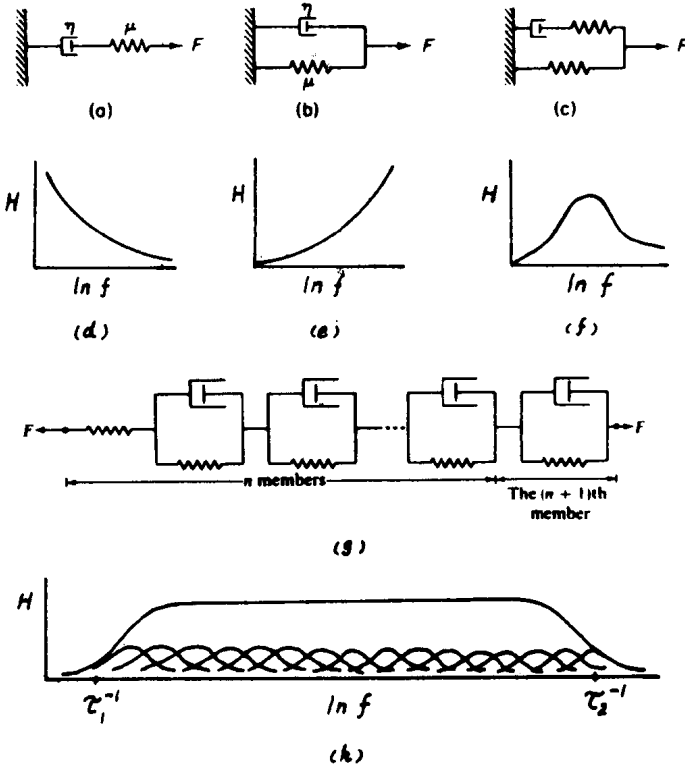 η μ F
(a)
η F
μ
(b)
F
(c)
H
ln f
(d)
H
ln f
(e)
H
ln f
(f)
F F
n members
The (n + 1)th
member
(g)
H
τ₁⁻¹ ln f τ₂⁻¹
(h)